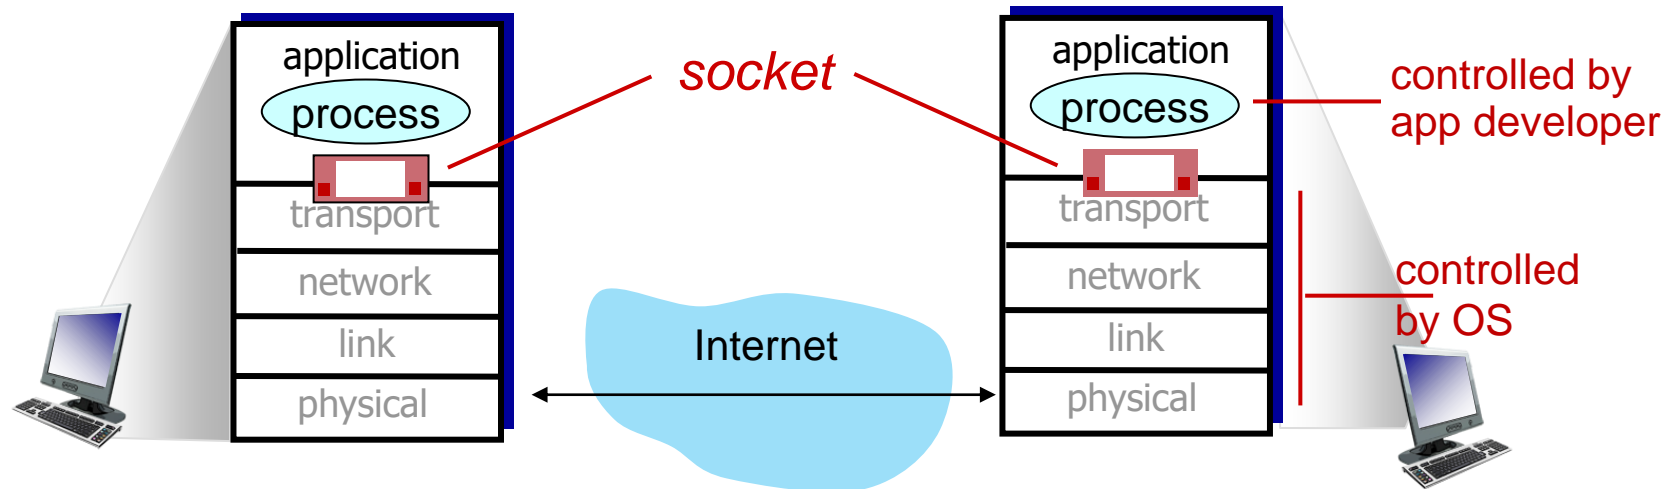 application
process
transport
network
link
physical
socket
Internet
application
process
transport
network
link
physical
controlled by
app developer
controlled
by OS